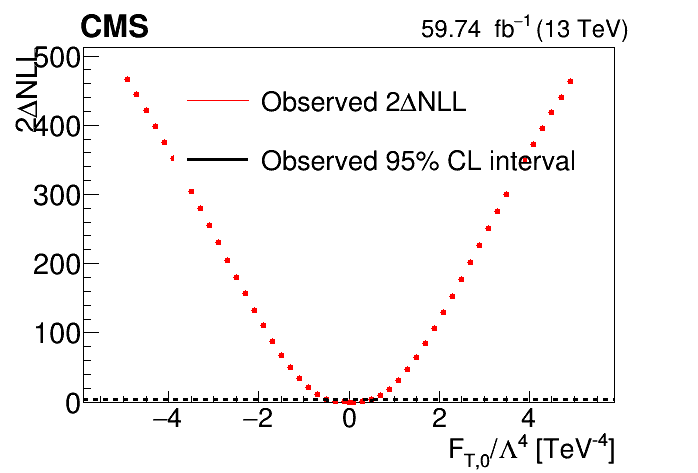 CMS
59.74 fb⁻¹ (13 TeV)
2ΔNLL
500
400
300
200
100
0
Observed 2ΔNLL
Observed 95% CL interval
−4 −2 0 2 4
F_T,0/Λ⁴ [TeV⁻⁴]